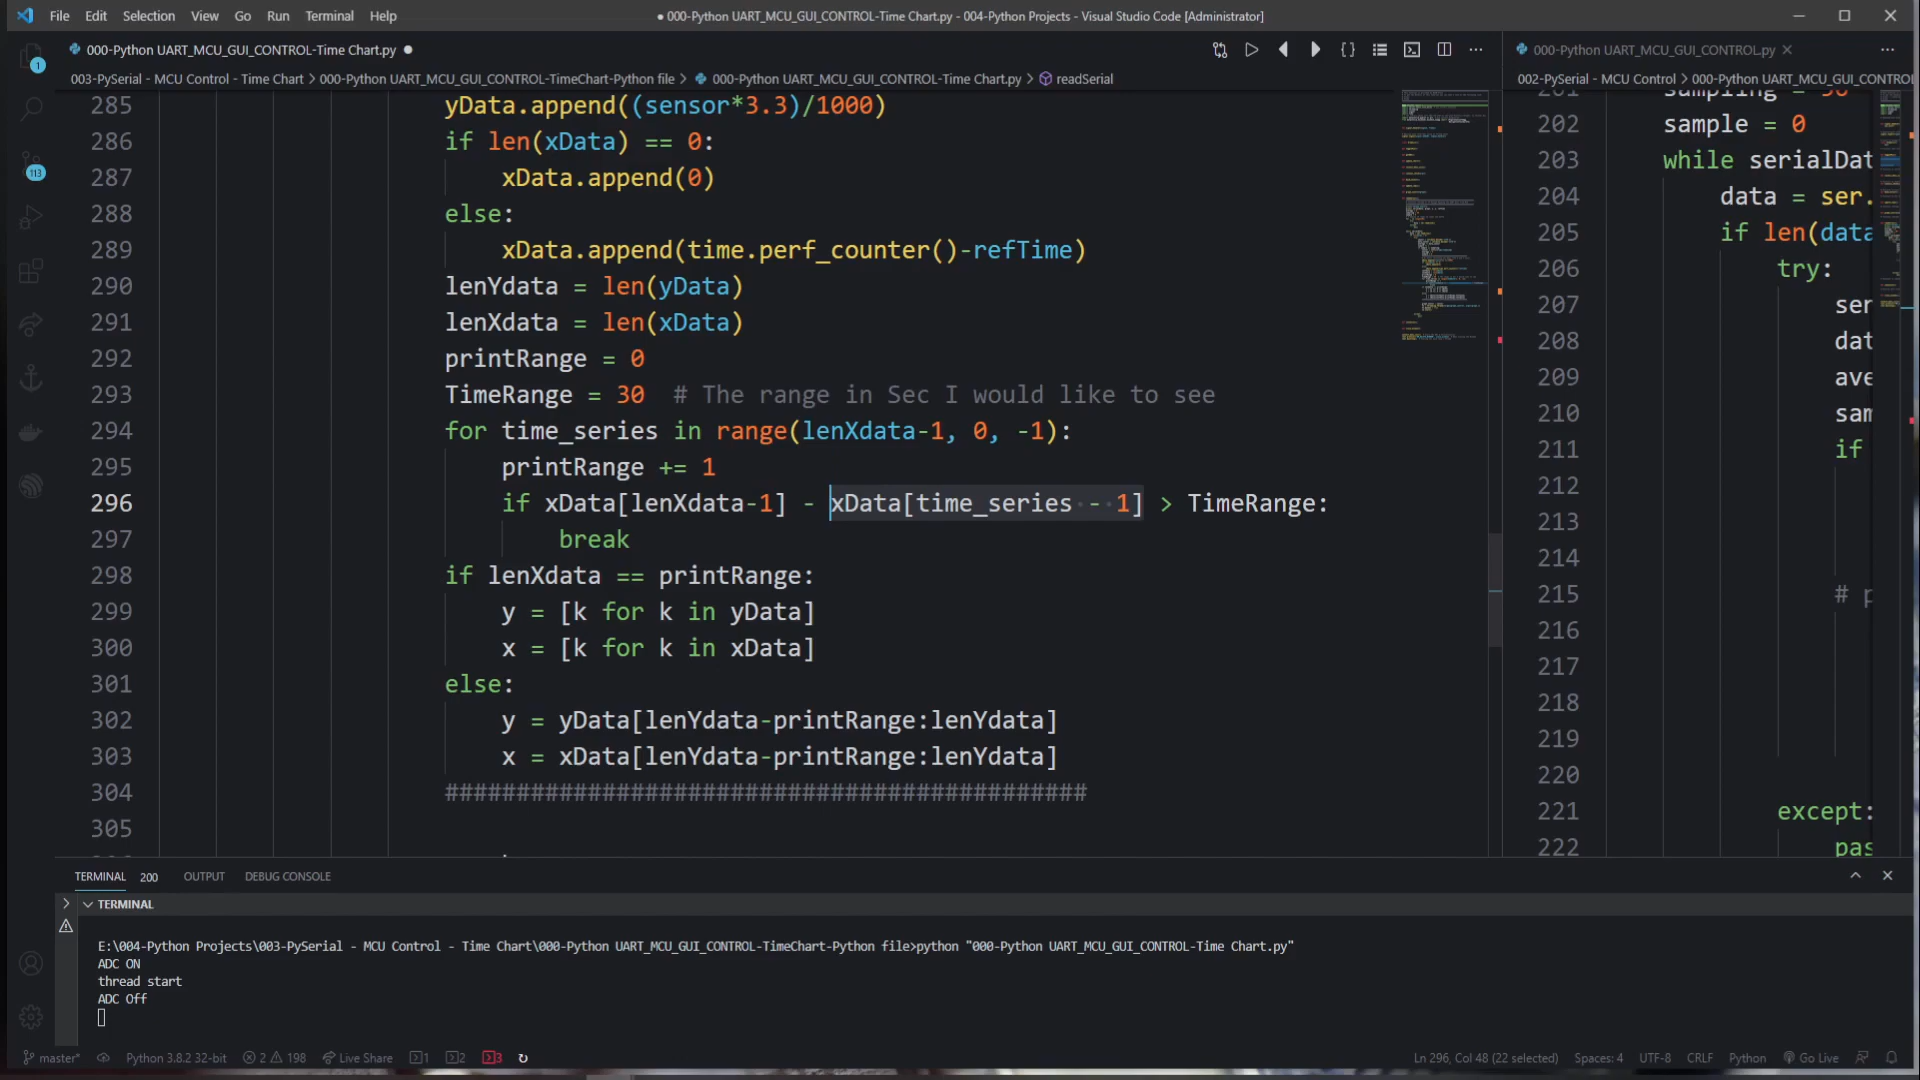 File Edit Selection View Go Run Terminal Help
● 000-Python UART_MCU_GUI_CONTROL-Time Chart.py - 004-Python Projects - Visual Studio Code [Administrator]
000-Python UART_MCU_GUI_CONTROL-Time Chart.py ●
003-PySerial - MCU Control - Time Chart > 000-Python UART_MCU_GUI_CONTROL-TimeChart-Python file > 000-Python UART_MCU_GUI_CONTROL-Time Chart.py > readSerial
285 yData.append((sensor*3.3)/1000)
286 if len(xData) == 0:
287 xData.append(0)
288 else:
289 xData.append(time.perf_counter()-refTime)
290 lenYdata = len(yData)
291 lenXdata = len(xData)
292 printRange = 0
293 TimeRange = 30  # The range in Sec I would like to see
294 for time_series in range(lenXdata-1, 0, -1):
295 printRange += 1
296 if xData[lenXdata-1] - xData[time_series - 1] > TimeRange:
297 break
298 if lenXdata == printRange:
299 y = [k for k in yData]
300 x = [k for k in xData]
301 else:
302 y = yData[lenYdata-printRange:lenYdata]
303 x = xData[lenYdata-printRange:lenYdata]
304 #############################################
305
000-Python UART_MCU_GUI_CONTROL.py
002-PySerial - MCU Control > 000-Python UART_MCU_GUI_CONTROL
202 sample = 0
203 while serialDat
204 data = ser.
205 if len(data
206 try:
207 ser
208 dat
209 ave
210 sam
211 if
212
213
214
215 # p
216
217
218
219
220
221 except:
222 pas
TERMINAL 200 OUTPUT DEBUG CONSOLE
TERMINAL
E:\004-Python Projects\003-PySerial - MCU Control - Time Chart\000-Python UART_MCU_GUI_CONTROL-TimeChart-Python file>python "000-Python UART_MCU_GUI_CONTROL-Time Chart.py"
ADC ON
thread start
ADC Off
1
113
master* Python 3.8.2 32-bit 2 198 Live Share 1 2 3 Ln 296, Col 48 (22 selected) Spaces: 4 UTF-8 CRLF Python Go Live